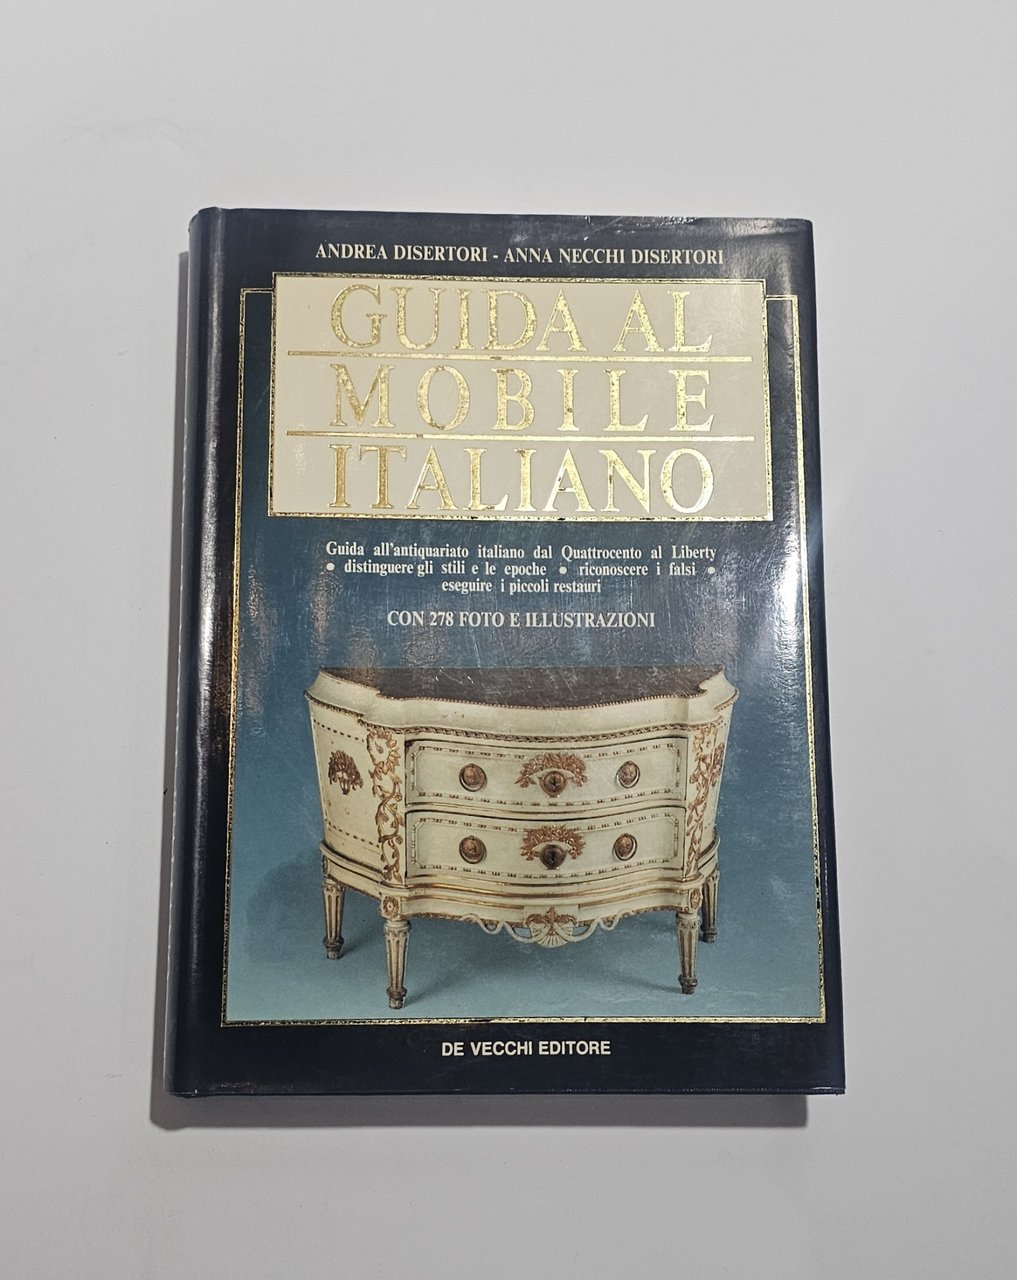 ANDREA DISERTORI - ANNA NECCHI DISERTORI
GUIDA AL
MOBILE
ITALIANO
Guida all'antiquariato italiano dal Quattrocento al Liberty
• distinguere gli stili e le epoche • riconoscere i falsi •
eseguire i piccoli restauri
CON 278 FOTO E ILLUSTRAZIONI
DE VECCHI EDITORE